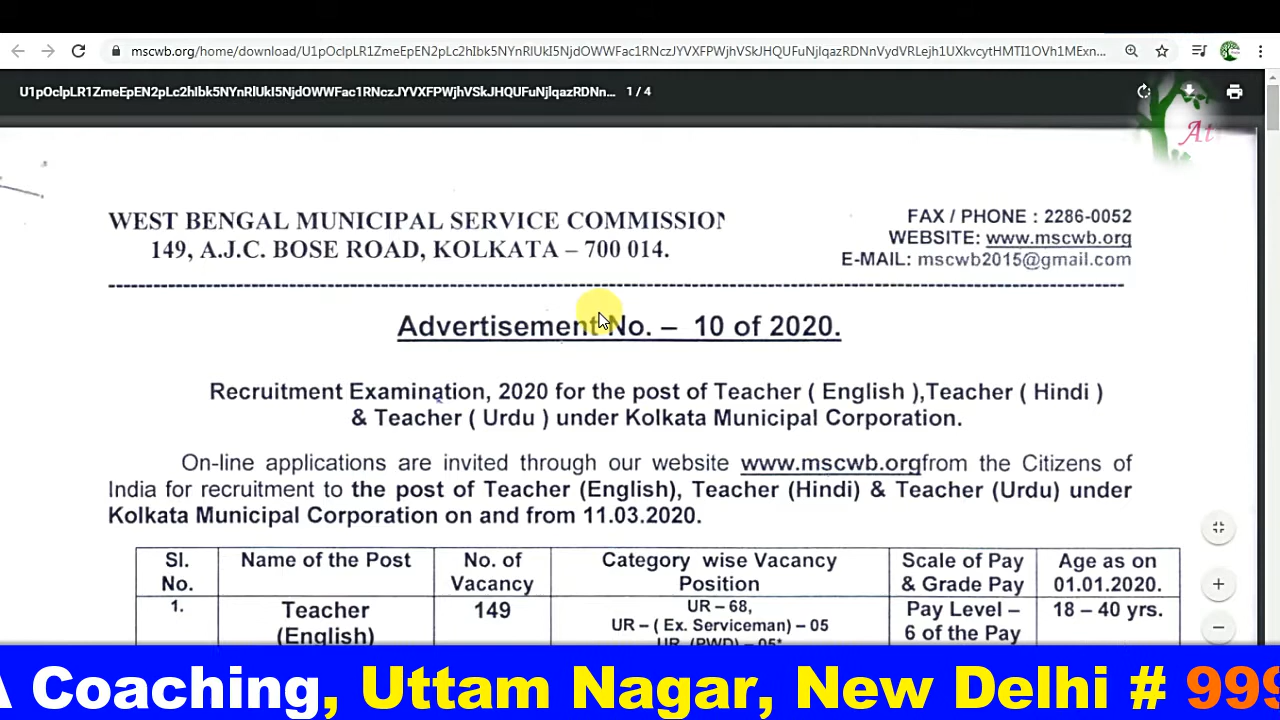 mscwb.org/home/download/U1pOclpLR1ZmeEpEN2pLc2hIbk5NYnRlUkI5NjdOWWFac1RNczJYVXFPWjhVSkJHQUFuNjlqazRDNnVydVRLejh1UXkvcytHMTI1OVh1MExn...
U1pOclpLR1ZmeEpEN2pLc2hIbk5NYnRlUkI5NjdOWWFac1RNczJYVXFPWjhVSkJHQUFuNjlqazRDNn... 1 / 4
At
WEST BENGAL MUNICIPAL SERVICE COMMISSION
149, A.J.C. BOSE ROAD, KOLKATA – 700 014.
FAX / PHONE : 2286-0052
WEBSITE: www.mscwb.org
E-MAIL: mscwb2015@gmail.com
Advertisement No. – 10 of 2020.
Recruitment Examination, 2020 for the post of Teacher ( English ),Teacher ( Hindi )
& Teacher ( Urdu ) under Kolkata Municipal Corporation.
On-line applications are invited through our website www.mscwb.orgfrom the Citizens of
India for recruitment to the post of Teacher (English), Teacher (Hindi) & Teacher (Urdu) under
Kolkata Municipal Corporation on and from 11.03.2020.
Sl. No. Name of the Post No. of Vacancy Category wise Vacancy Position Scale of Pay & Grade Pay Age as on 01.01.2020.
1. Teacher (English) 149 UR – 68, UR – ( Ex. Serviceman) – 05 UR (PWD) – 05* Pay Level – 6 of the Pay 18 – 40 yrs.
A Coaching, Uttam Nagar, New Delhi # 999